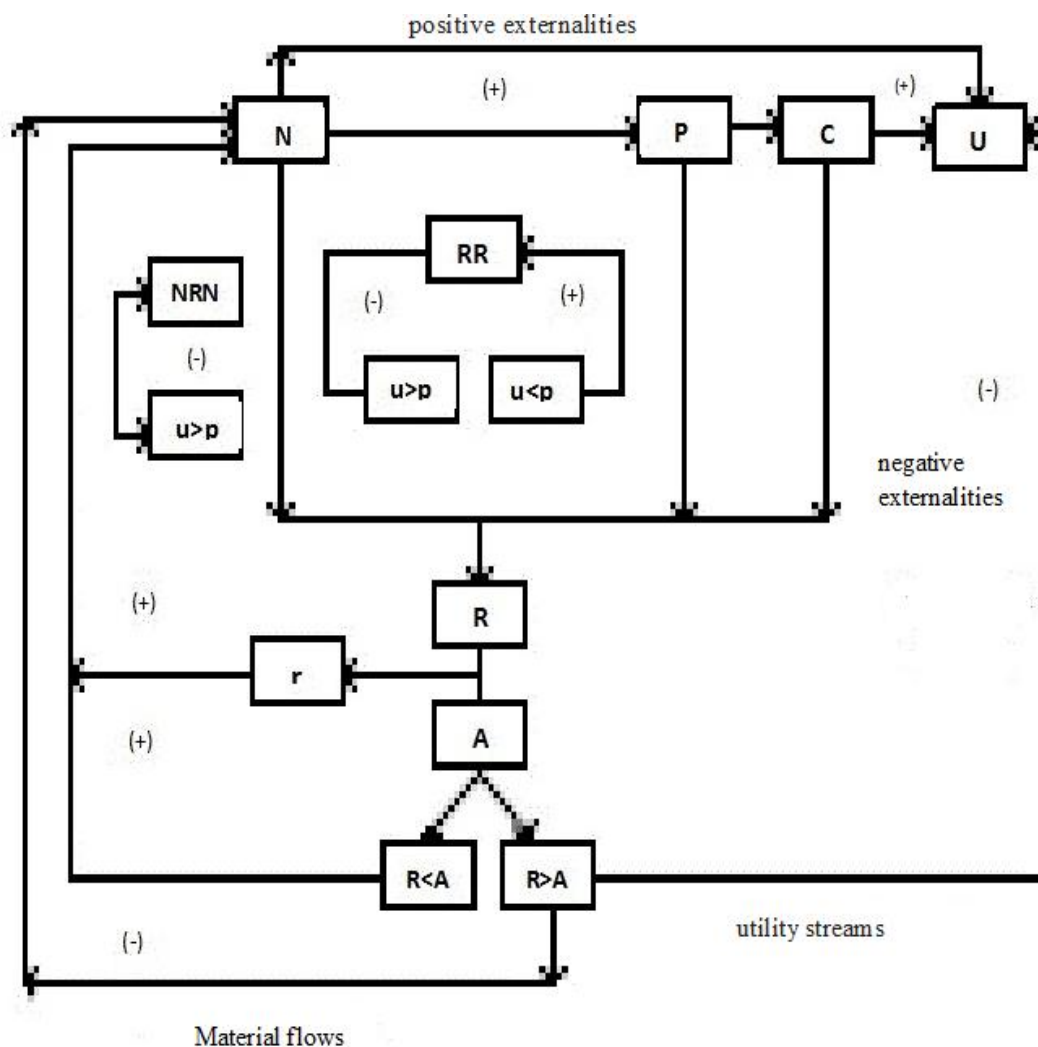 positive externalities
(+)
(+)
N
P
C
U
RR
NRN
(-)
(+)
(-)
u>p
u<p
(-)
u>p
negative
externalities
R
(+)
r
(+)
A
R<A
R>A
(-)
utility streams
Material flows